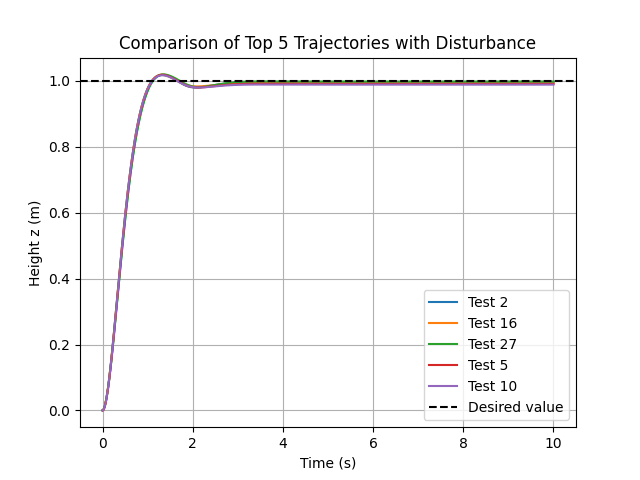 Comparison of Top 5 Trajectories with Disturbance
Height z (m)
1.0
0.8
0.6
0.4
0.2
0.0
0 2 4 6 8 10
Time (s)
Test 2
Test 16
Test 27
Test 5
Test 10
Desired value